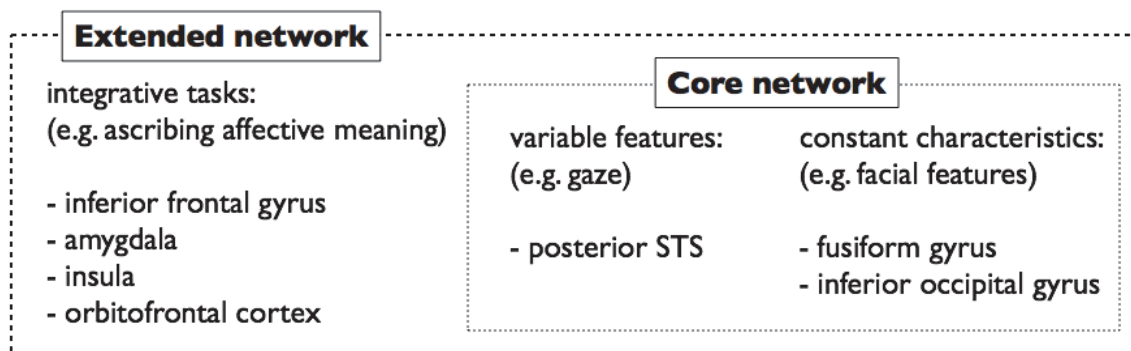 Extended network
integrative tasks:
(e.g. ascribing affective meaning)
- inferior frontal gyrus
- amygdala
- insula
- orbitofrontal cortex
Core network
variable features:
(e.g. gaze)
- posterior STS
constant characteristics:
(e.g. facial features)
- fusiform gyrus
- inferior occipital gyrus